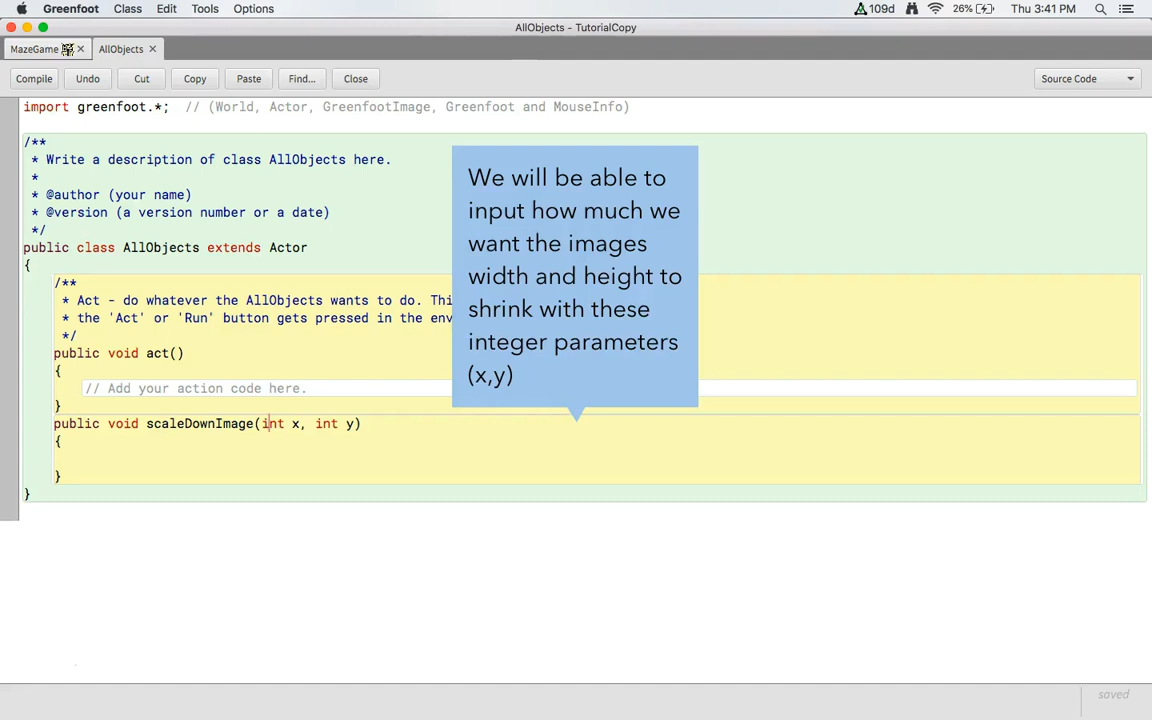 Greenfoot Class Edit Tools Options 109d 26% Thu 3:41 PM
AllObjects - TutorialCopy
MazeGame AllObjects
Compile Undo Cut Copy Paste Find... Close Source Code
import greenfoot.*;  // (World, Actor, GreenfootImage, Greenfoot and MouseInfo)
/**
* Write a description of class AllObjects here.
*
* @author (your name)
* @version (a version number or a date)
*/
public class AllObjects extends Actor
{
/**
* Act - do whatever the AllObjects wants to do. Thi
* the 'Act' or 'Run' button gets pressed in the env
*/
public void act()
{
// Add your action code here.
}
public void scaleDownImage(int x, int y)
{
}
}
We will be able to
input how much we
want the images
width and height to
shrink with these
integer parameters
(x,y)
saved